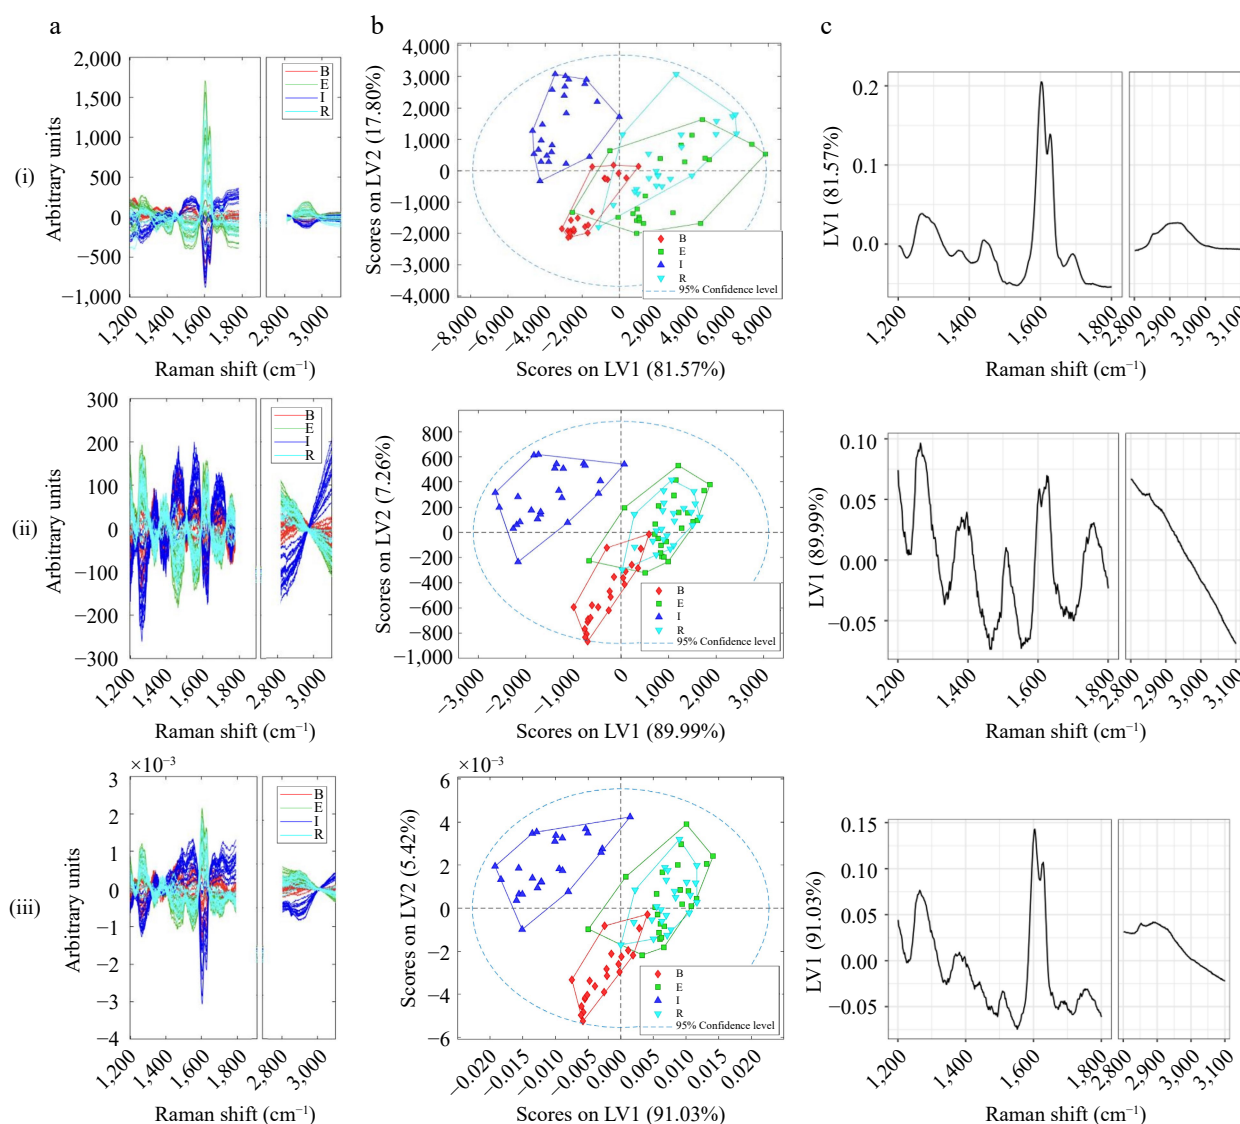 a
b
c
(i)
Arbitrary units
2,000
1,500
1,000
500
0
−500
−1,000
B
E
I
R
1,200
1,400
1,600
1,800
2,800
3,000
Raman shift (cm⁻¹)
Scores on LV2 (17.80%)
4,000
3,000
2,000
1,000
0
−1,000
−2,000
−3,000
−4,000
B
E
I
R
95% Confidence level
−8,000
−6,000
−4,000
−2,000
0
2,000
4,000
6,000
8,000
Scores on LV1 (81.57%)
LV1 (81.57%)
0.2
0.1
0.0
1,200
1,400
1,600
1,800
2,800
2,900
3,000
3,100
Raman shift (cm⁻¹)
(ii)
Arbitrary units
300
200
100
0
−100
−200
−300
B
E
I
R
1,200
1,400
1,600
1,800
2,800
3,000
Raman shift (cm⁻¹)
Scores on LV2 (7.26%)
800
600
400
200
0
−200
−400
−600
−800
−1,000
B
E
I
R
95% Confidence level
−3,000
−2,000
−1,000
0
1,000
2,000
3,000
Scores on LV1 (89.99%)
LV1 (89.99%)
0.10
0.05
0.00
−0.05
1,200
1,400
1,600
1,800
2,800
2,900
3,000
3,100
Raman shift (cm⁻¹)
(iii)
Arbitrary units
×10⁻³
3
2
1
0
−1
−2
−3
−4
B
E
I
R
1,200
1,400
1,600
1,800
2,800
3,000
Raman shift (cm⁻¹)
Scores on LV2 (5.42%)
×10⁻³
6
4
2
0
−2
−4
−6
B
E
I
R
95% Confidence level
−0.020
−0.015
−0.010
−0.005
0.000
0.005
0.010
0.015
0.020
Scores on LV1 (91.03%)
LV1 (91.03%)
0.15
0.10
0.05
0.00
−0.05
1,200
1,400
1,600
1,800
2,800
2,900
3,000
3,100
Raman shift (cm⁻¹)